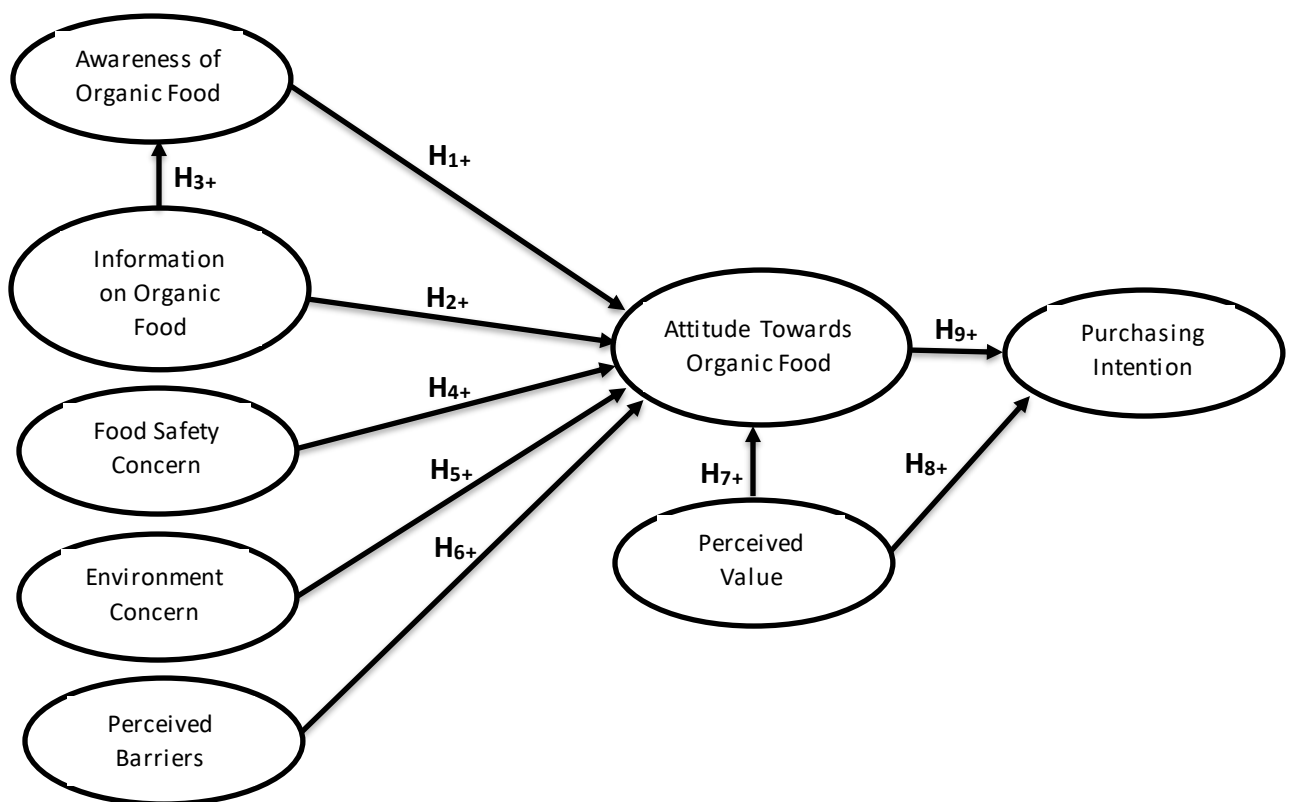 Awareness of
Organic Food
H1+
H3+
Information
on Organic
Food
H2+
Attitude Towards
Organic Food
H9+
Purchasing
Intention
Food Safety
Concern
H4+
H5+
H7+
H8+
Perceived
Value
H6+
Environment
Concern
Perceived
Barriers